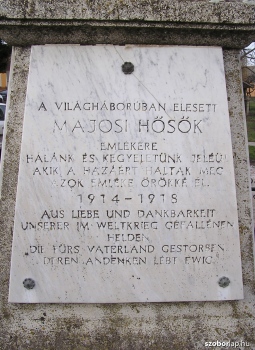 A VILÁGHÁBORÚBAN ELESETT
MAJOSI HŐSÖK
EMLÉKÉRE
HÁLÁNK ÉS KEGYELETÜNK JELÉÜL
AKIK A HAZÁÉRT HALTAK MEG
AZOK EMLÉKE ÖRÖKKÉ ÉL
1914-1918
AUS LIEBE UND DANKBARKEIT
UNSERER IM WELTKRIEG GEFALLENEN
HELDEN
„DIE FÜRS VATERLAND GESTORBEN
DEREN ANDENKEN LEBT EWIG"
szoborlap.hu